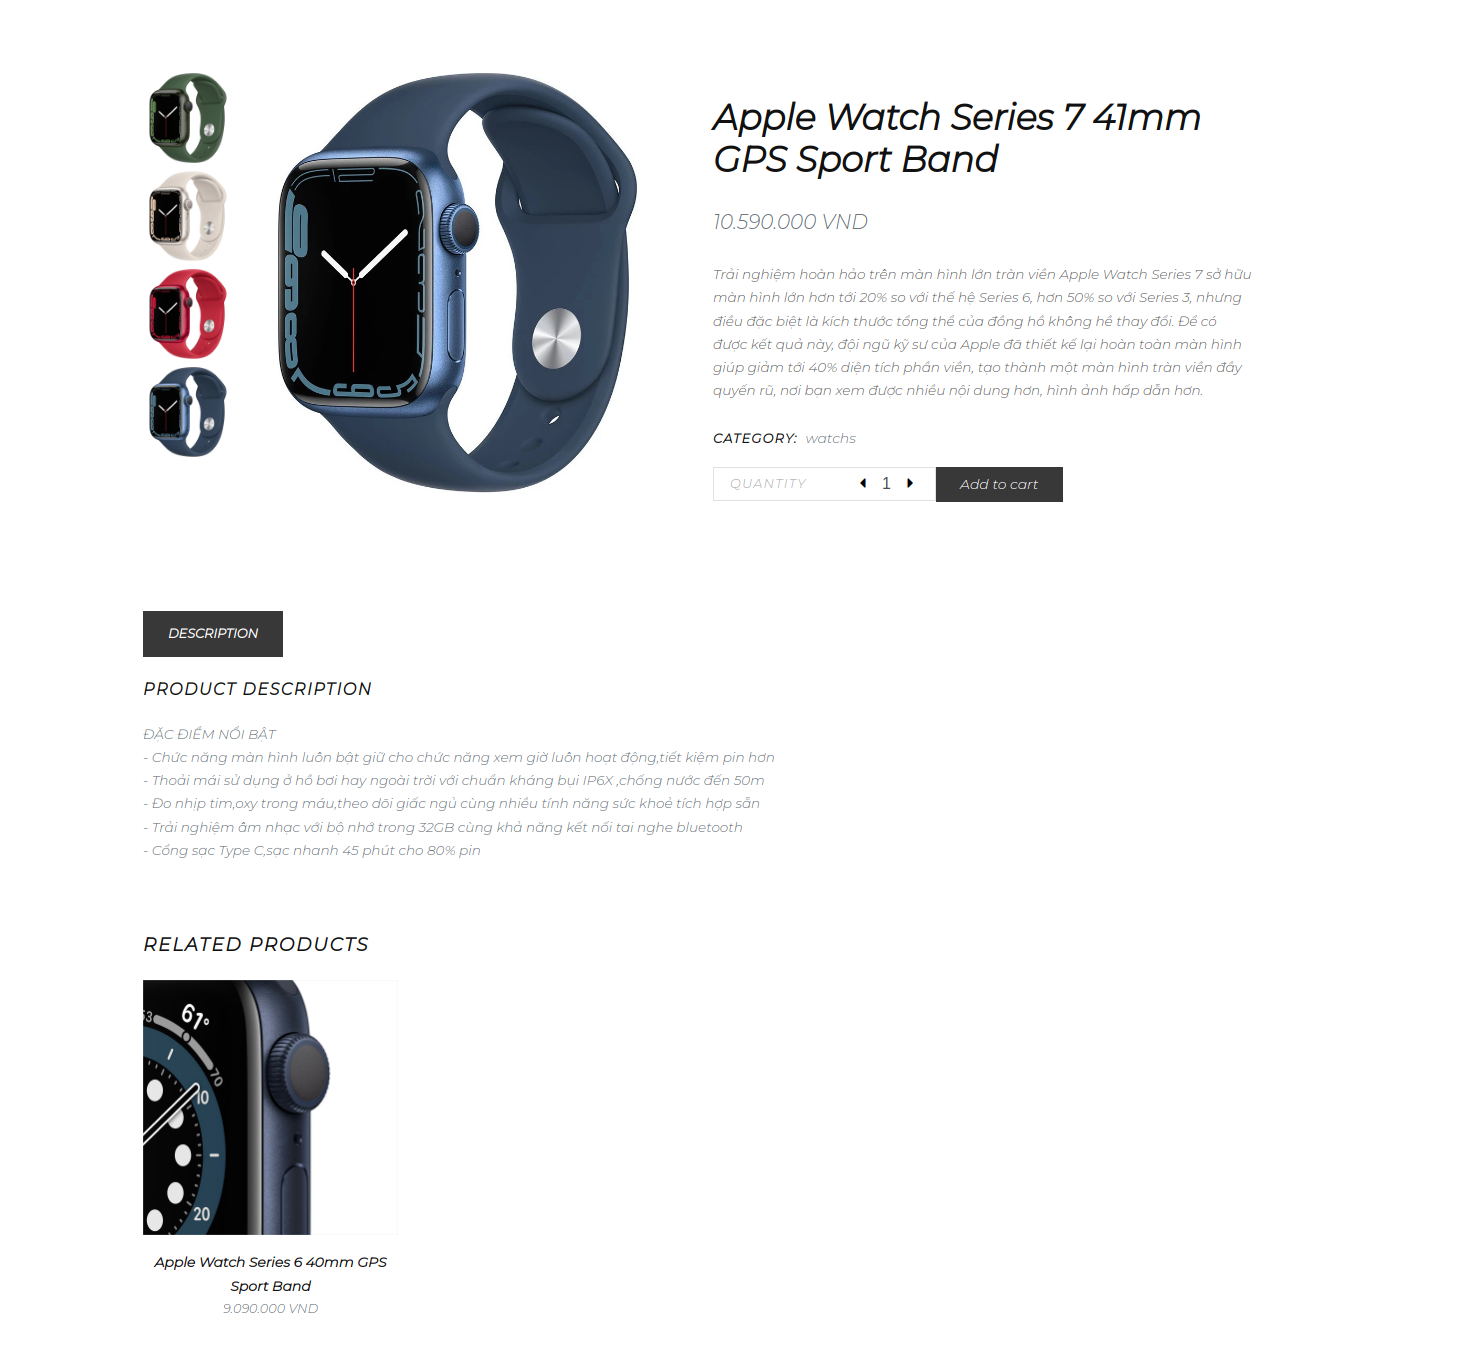 Apple Watch Series 7 41mm
GPS Sport Band
10.590.000 VND
Trải nghiệm hoàn hảo trên màn hình lớn tràn viền Apple Watch Series 7 sở hữu
màn hình lớn hơn tới 20% so với thế hệ Series 6, hơn 50% so với Series 3, nhưng
điều đặc biệt là kích thước tổng thể của đồng hồ không hề thay đổi. Để có
được kết quả này, đội ngũ kỹ sư của Apple đã thiết kế lại hoàn toàn màn hình
giúp giảm tới 40% diện tích phần viền, tạo thành một màn hình tràn viền đầy
quyến rũ, nơi bạn xem được nhiều nội dung hơn, hình ảnh hấp dẫn hơn.
CATEGORY: watchs
QUANTITY 1 Add to cart
DESCRIPTION
PRODUCT DESCRIPTION
ĐẶC ĐIỂM NỔI BẬT
- Chức năng màn hình luôn bật giữ cho chức năng xem giờ luôn hoạt động,tiết kiệm pin hơn
- Thoải mái sử dụng ở hồ bơi hay ngoài trời với chuẩn kháng bụi IP6X ,chống nước đến 50m
- Đo nhịp tim,oxy trong máu,theo dõi giấc ngủ cùng nhiều tính năng sức khoẻ tích hợp sẵn
- Trải nghiệm âm nhạc với bộ nhớ trong 32GB cùng khả năng kết nối tai nghe bluetooth
- Cổng sạc Type C,sạc nhanh 45 phút cho 80% pin
RELATED PRODUCTS
53
61°
70
10
20
Apple Watch Series 6 40mm GPS
Sport Band
9.090.000 VND